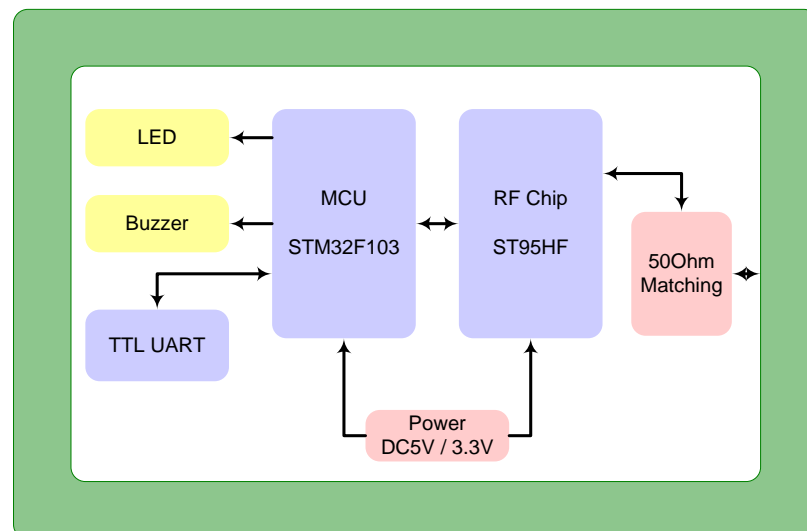 LED
MCU
STM32F103
RF Chip
ST95HF
Buzzer
50Ohm
Matching
TTL UART
Power
DC5V / 3.3V